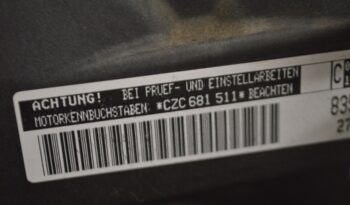 ACHTUNG! BEI PRUEF- UND EINSTELLARBEITEN
MOTORKENNBUCHSTABEN: *CZC 681 511* BEACHTEN